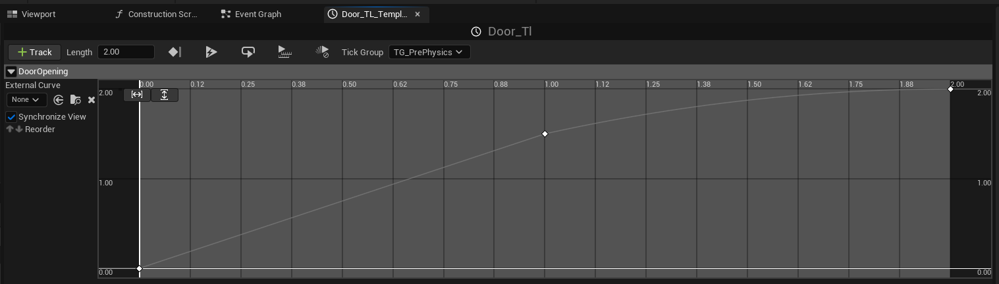 Viewport
Construction Scr...
Event Graph
Door_TL_Templ...
Door_Tl
Track
Length
2.00
Tick Group
TG_PrePhysics
DoorOpening
External Curve
None
Synchronize View
Reorder
0.00 0.12 0.25 0.38 0.50 0.62 0.75 0.88 1.00 1.12 1.25 1.38 1.50 1.62 1.75 1.88 2.00
2.00 2.00
1.00 1.00
0.00 0.00